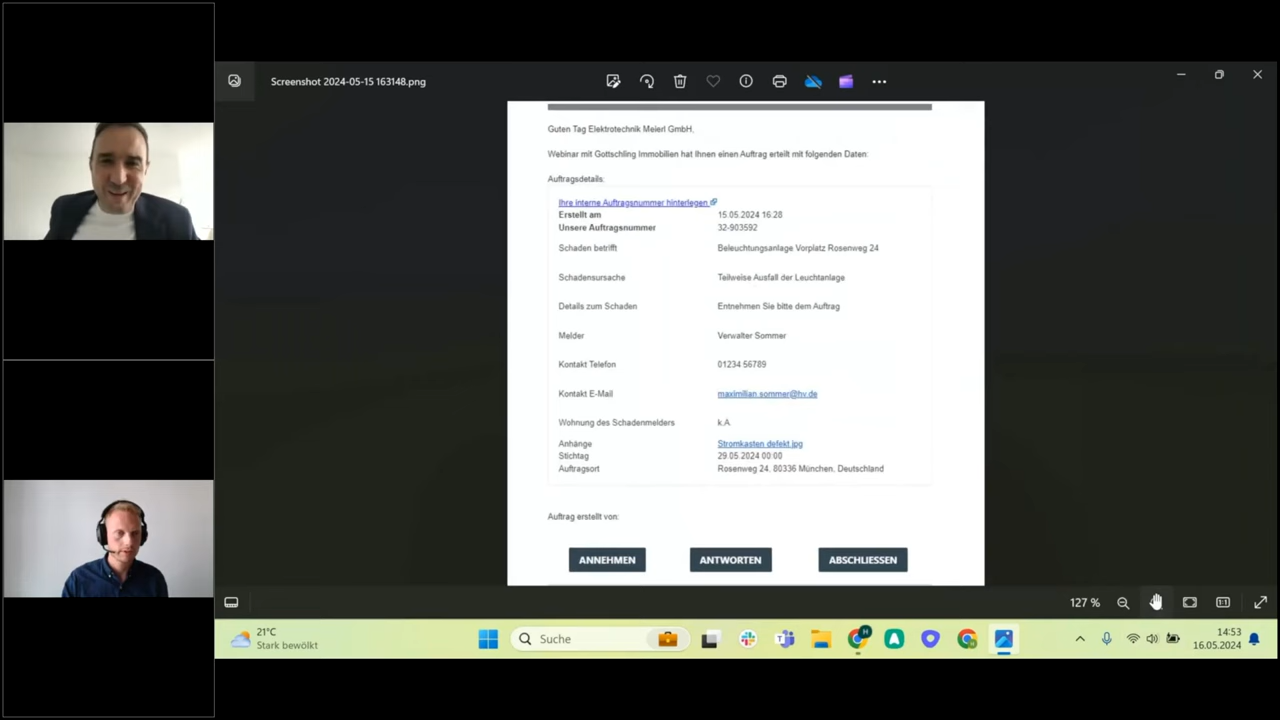 Screenshot 2024-05-15 163148.png
Guten Tag Elektrotechnik Meierl GmbH,
Webinar mit Gottschling Immobilien hat Ihnen einen Auftrag erteilt mit folgenden Daten:
Auftragsdetails:
Ihre interne Auftragsnummer hinterlegen
Erstellt am 15.05.2024 16:28
Unsere Auftragsnummer 32-903592
Schaden betrifft Beleuchtungsanlage Vorplatz Rosenweg 24
Schadensursache Teilweise Ausfall der Leuchtanlage
Details zum Schaden Entnehmen Sie bitte dem Auftrag
Melder Verwalter Sommer
Kontakt Telefon 01234 56789
Kontakt E-Mail maximilian.sommer@hv.de
Wohnung des Schadenmelders k.A.
Anhänge Stromkasten defekt.jpg
Stichtag 29.05.2024 00:00
Auftragsort Rosenweg 24, 80336 München, Deutschland
Auftrag erstellt von:
ANNEHMEN ANTWORTEN ABSCHLIESSEN
127 %
21°C
Stark bewölkt
Suche
14:53
16.05.2024